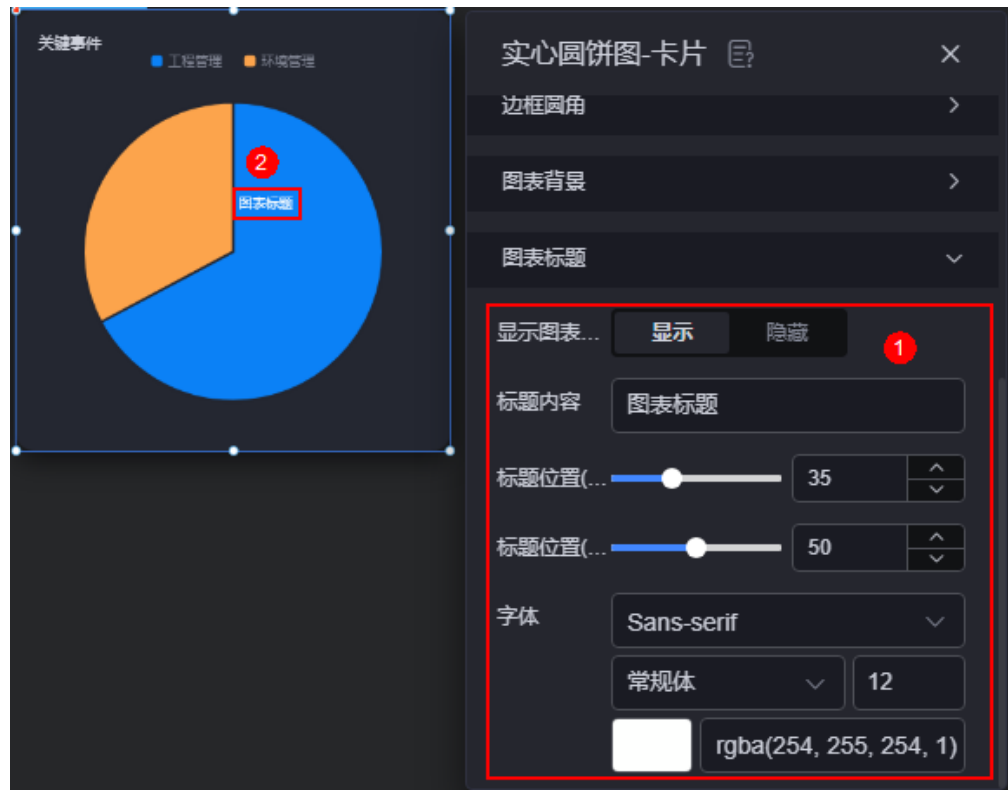 关键事件
工程管理 环境管理
2
图表标题
实心圆饼图-卡片
边框圆角
图表背景
图表标题
显示图表... 显示 隐藏
1
标题内容 图表标题
标题位置(... 35
标题位置(... 50
字体 Sans-serif
常规体 12
rgba(254, 255, 254, 1)